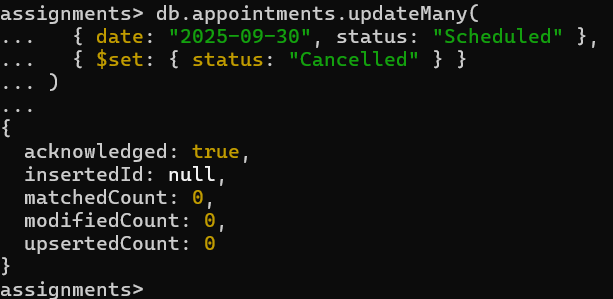 assignments> db.appointments.updateMany(
...   { date: "2025-09-30", status: "Scheduled" },
...   { $set: { status: "Cancelled" } }
... )
...
{
  acknowledged: true,
  insertedId: null,
  matchedCount: 0,
  modifiedCount: 0,
  upsertedCount: 0
}
assignments>